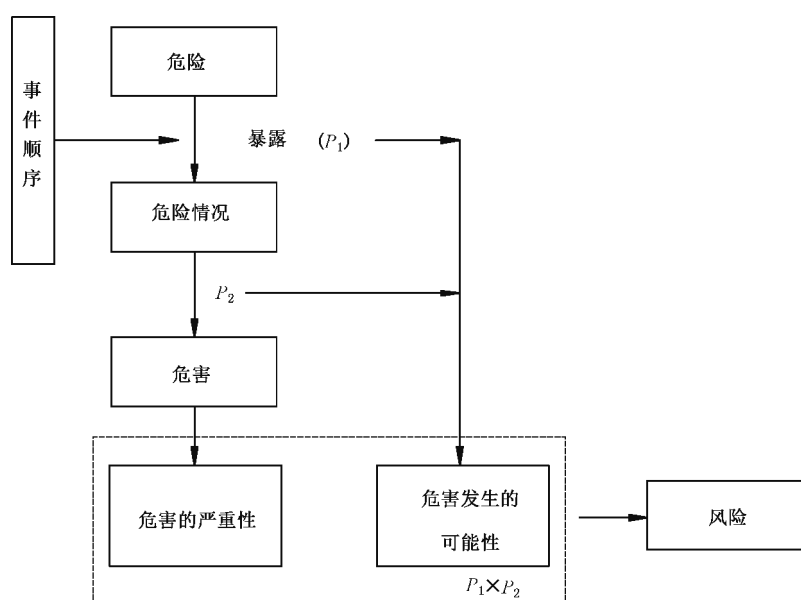 事件顺序
危险
暴露 (P₁)
危险情况
P₂
危害
危害的严重性
危害发生的
可能性
P₁×P₂
风险